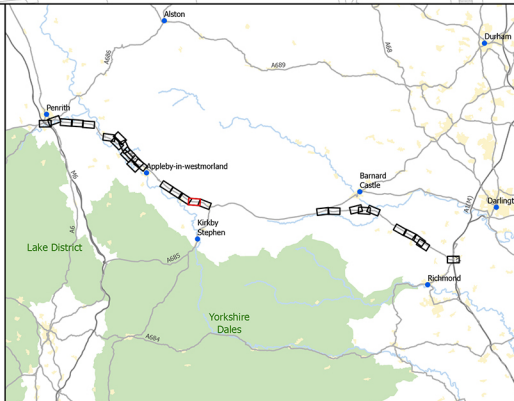 Alston
Durham
A68
A686
A689
Penrith
Appleby-in-westmorland
Barnard
Castle
M6
Darlingt
A1(M)
A6
Kirkby
Stephen
Lake District
A685
Richmond
Yorkshire
Dales
A684